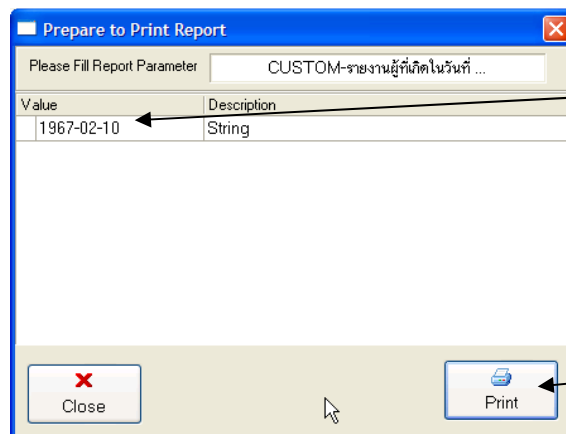 Prepare to Print Report
Please Fill Report Parameter CUSTOM-รายงานผู้ที่เกิดในวันที่ ...
Value Description
1967-02-10 String
Close Print